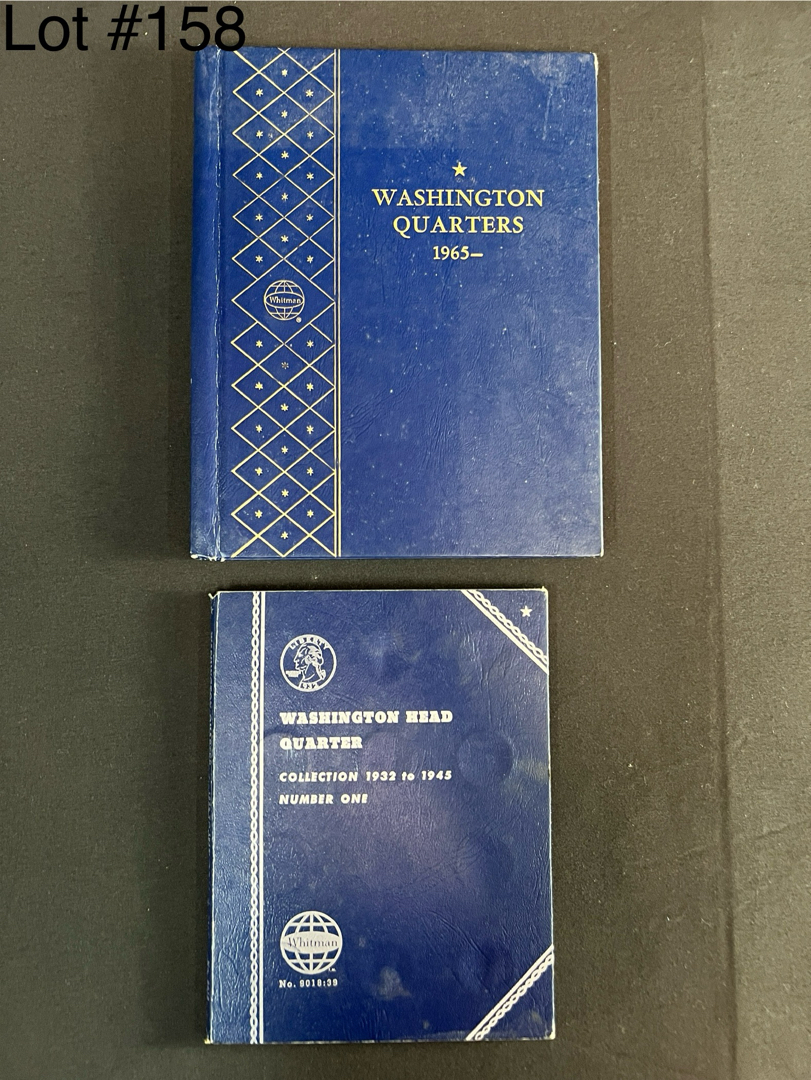 Lot #158
WASHINGTON
QUARTERS
1965–
Whitman
®
LIBERTY
1932
WASHINGTON HEAD
QUARTER
COLLECTION 1932 to 1945
NUMBER ONE
Whitman
No. 9018:39